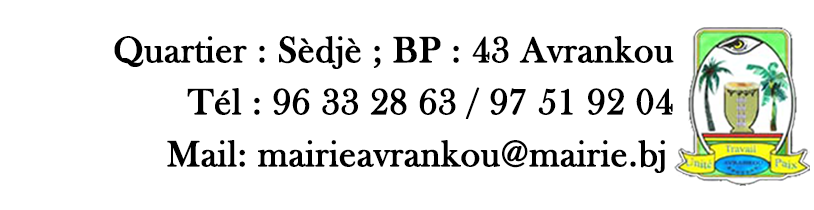 Quartier : Sèdjè ; BP : 43 Avrankou
Tél : 96 33 28 63 / 97 51 92 04
Mail: mairieavrankou@mairie.bj
Travail
Unité Paix